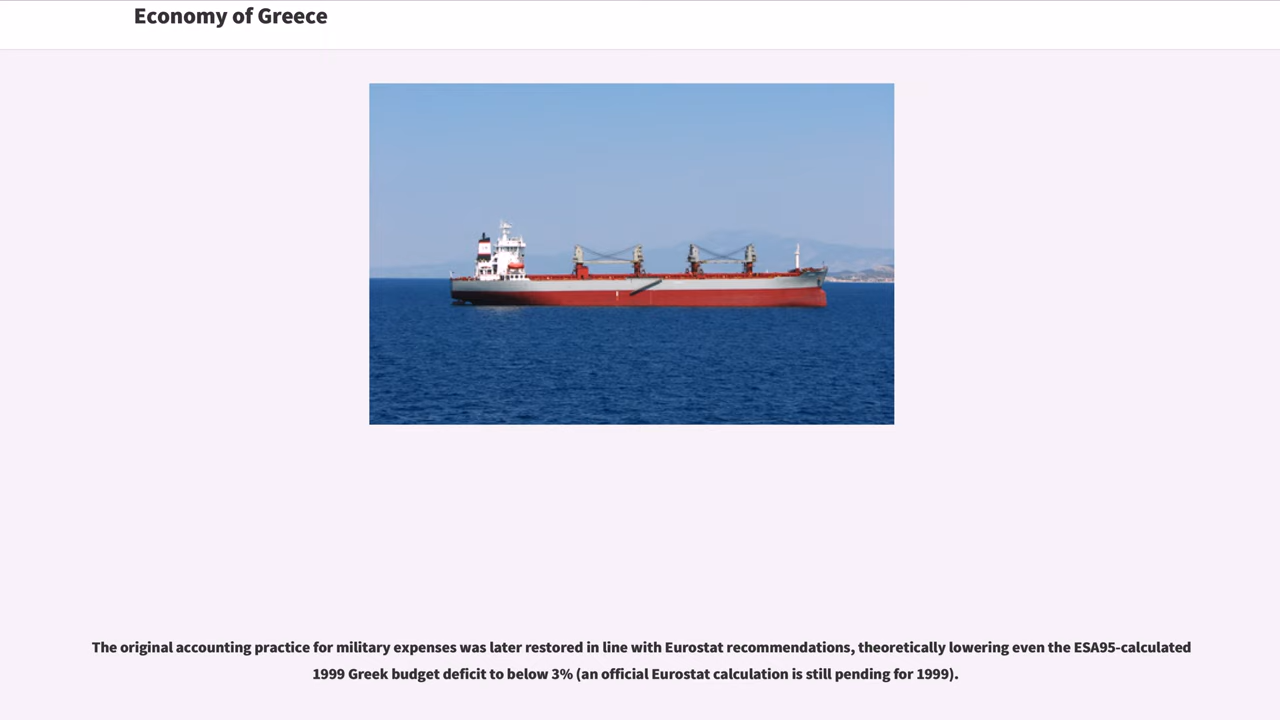 Economy of Greece
The original accounting practice for military expenses was later restored in line with Eurostat recommendations, theoretically lowering even the ESA95-calculated
1999 Greek budget deficit to below 3% (an official Eurostat calculation is still pending for 1999).